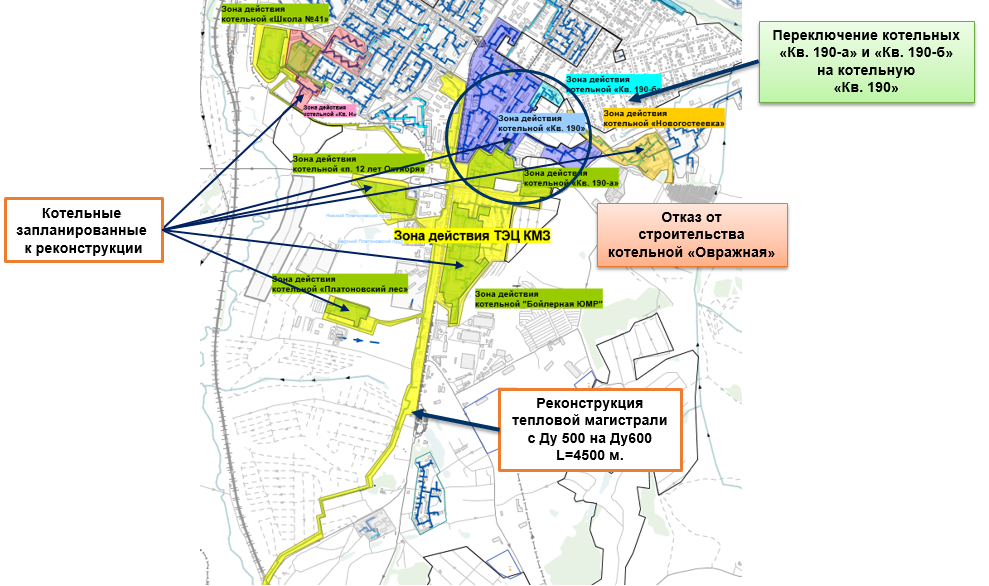 Зона действия
котельной «Школа №41»
Переключение котельных
«Кв. 190-а» и «Кв. 190-б»
на котельную
«Кв. 190»
Зона действия
котельной «Кв. 190-б»
Зона действия
котельной «Кв. Н»
Зона действия
котельной «Кв. 190»
Зона действия
котельной «Новогостеевка»
Зона действия
котельной «п. 12 лет Октября»
Зона действия
котельной «Кв. 190-а»
Котельные
запланированные
к реконструкции
Отказ от
строительства
котельной «Овражная»
Зона действия ТЭЦ КМЗ
Зона действия
котельной «Платоновский лес»
Зона действия
котельной "Бойлерная ЮМР"
Реконструкция
тепловой магистрали
с Ду 500 на Ду600
L=4500 м.